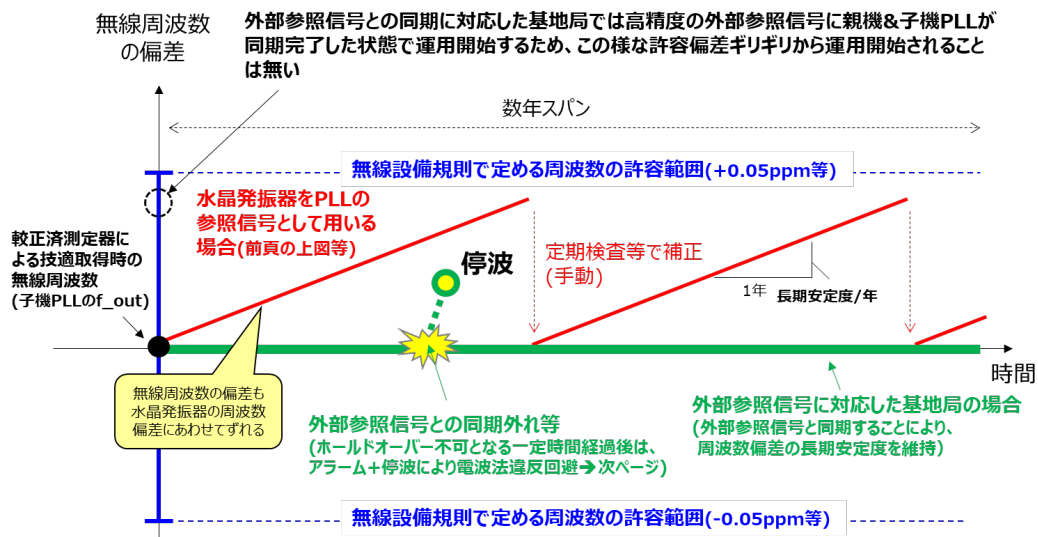 無線周波数
の偏差
外部参照信号との同期に対応した基地局では高精度の外部参照信号に親機&子機PLLが
同期完了した状態で運用開始するため、この様な許容偏差ギリギリから運用開始されること
は無い
数年スパン
無線設備規則で定める周波数の許容範囲(+0.05ppm等)
水晶発振器をPLLの
参照信号として用いる
場合(前頁の上図等)
較正済測定器に
よる技適取得時の
無線周波数
(子機PLLのf_out)
停波
定期検査等で補正
(手動)
1年
長期安定度/年
時間
無線周波数の偏差も
水晶発振器の周波数
偏差にあわせてずれる
外部参照信号との同期外れ等
(ホールドオーバー不可となる一定時間経過後は、
アラーム+停波により電波法違反回避➔次ページ)
外部参照信号に対応した基地局の場合
(外部参照信号と同期することにより、
周波数偏差の長期安定度を維持)
無線設備規則で定める周波数の許容範囲(-0.05ppm等)